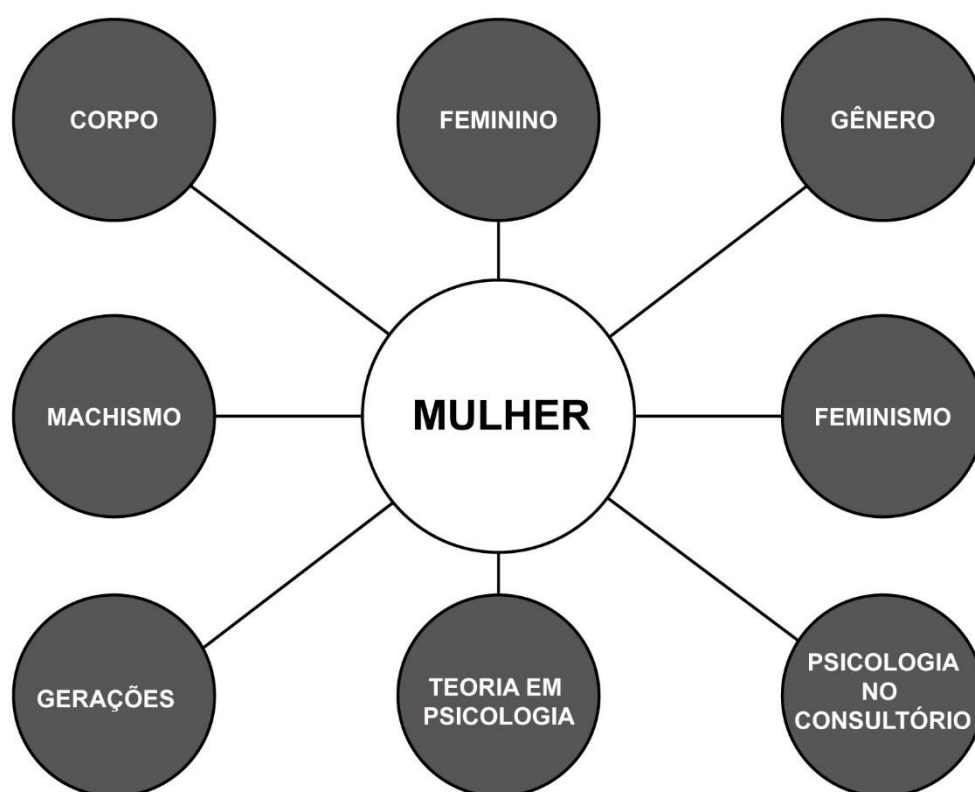 CORPO
FEMININO
GÊNERO
MACHISMO
MULHER
FEMINISMO
GERAÇÕES
TEORIA EM
PSICOLOGIA
PSICOLOGIA
NO
CONSULTÓRIO